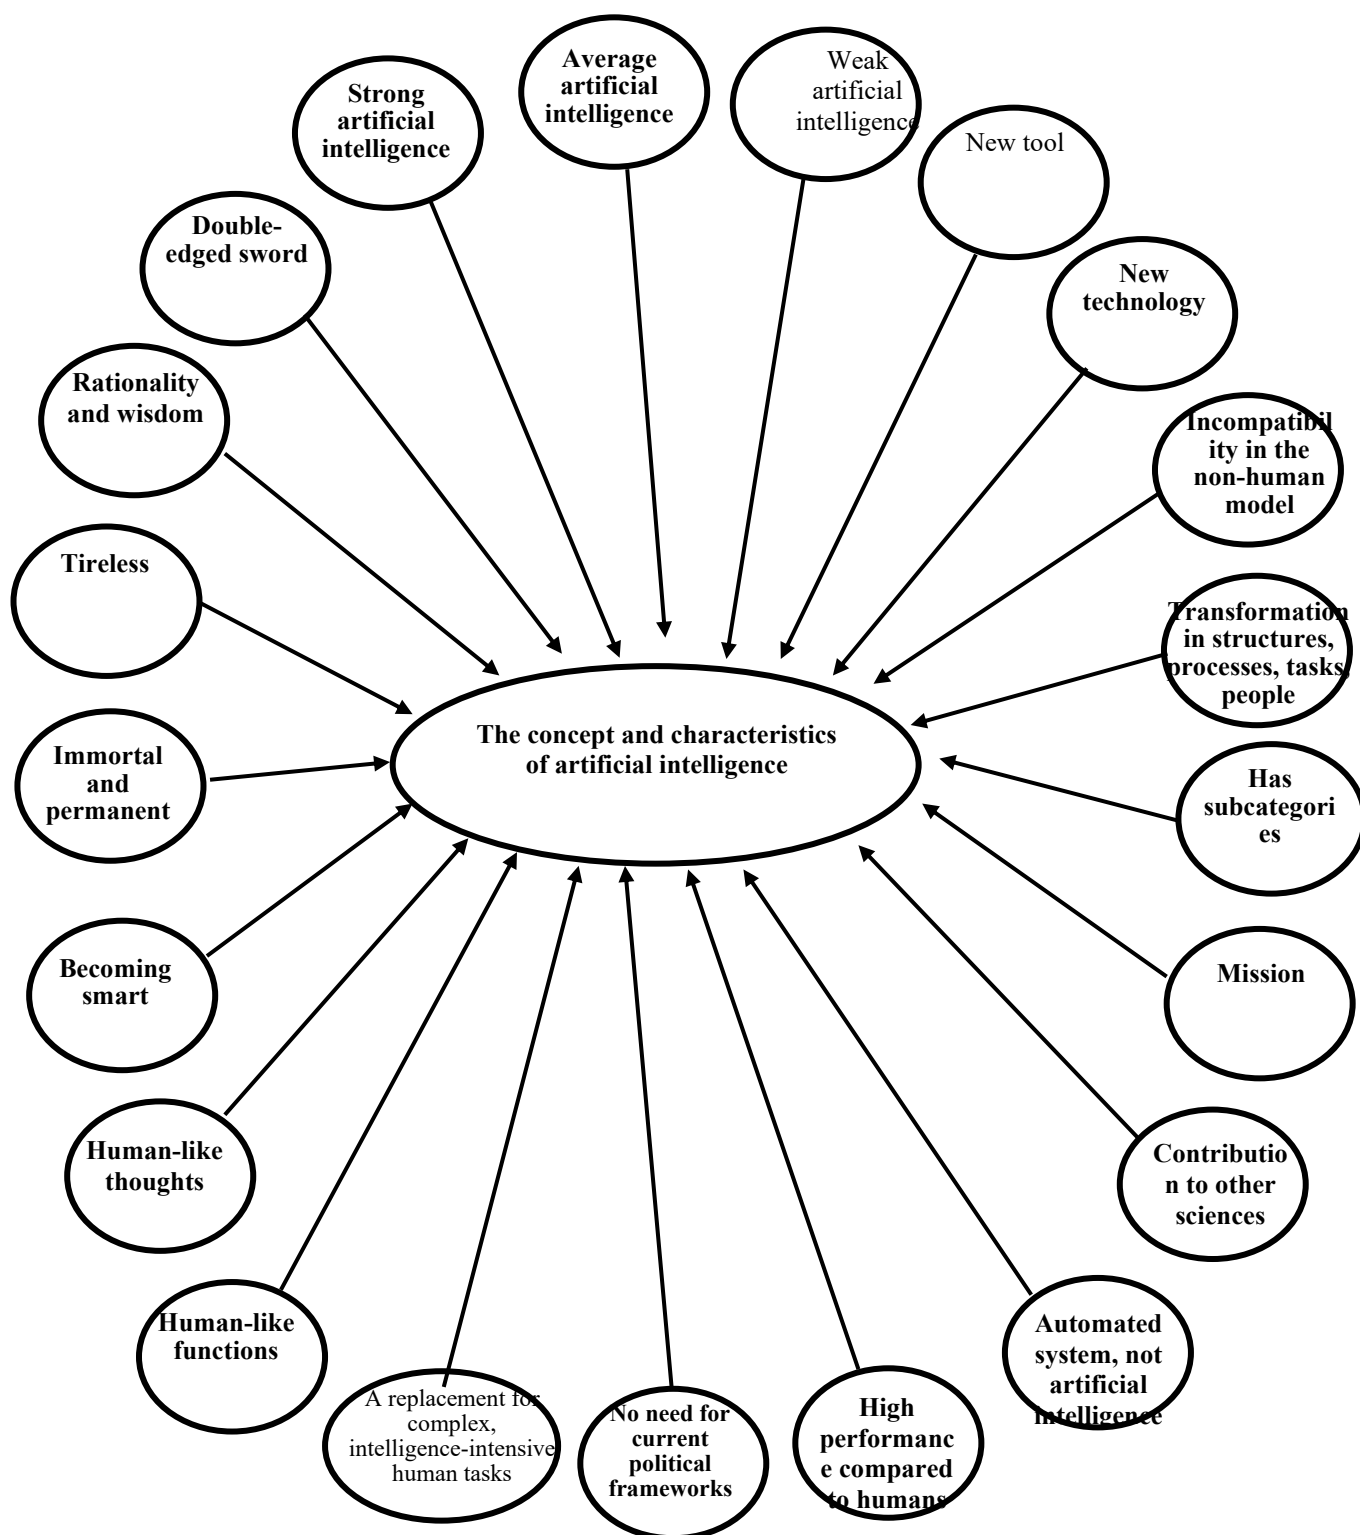 Average
artificial
intelligence
Weak
artificial
intelligence
Strong
artificial
intelligence
New tool
Double-
edged sword
New
technology
Rationality
and wisdom
Incompatibil
ity in the
non-human
model
Tireless
Transformation
in structures,
processes, tasks,
people
The concept and characteristics
of artificial intelligence
Immortal
and
permanent
Has
subcategori
es
Becoming
smart
Mission
Human-like
thoughts
Contributio
n to other
sciences
Human-like
functions
Automated
system, not
artificial
intelligence
A replacement for
complex,
intelligence-intensive
human tasks
No need for
current
political
frameworks
High
performanc
e compared
to humans